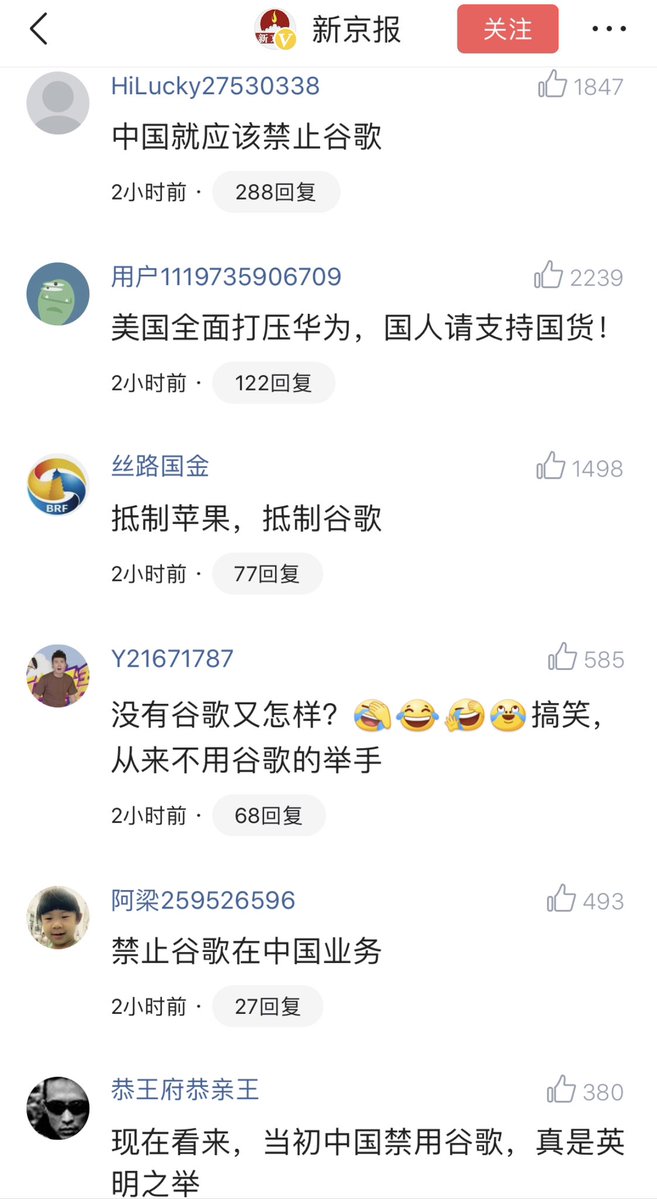 新京报
关注
HiLucky27530338
1847
中国就应该禁止谷歌
2小时前 · 288回复
用户1119735906709
2239
美国全面打压华为，国人请支持国货！
2小时前 · 122回复
丝路国金
1498
BRF
抵制苹果，抵制谷歌
2小时前 · 77回复
Y21671787
585
没有谷歌又怎样？搞笑，
从来不用谷歌的举手
2小时前 · 68回复
阿梁259526596
493
禁止谷歌在中国业务
2小时前 · 27回复
恭王府恭亲王
380
现在看来，当初中国禁用谷歌，真是英
明之举